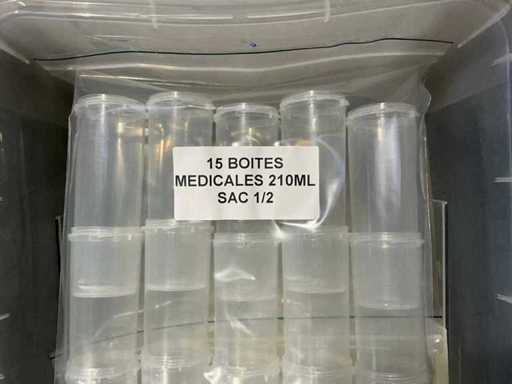 15 BOITES
MEDICALES 210ML
SAC 1/2